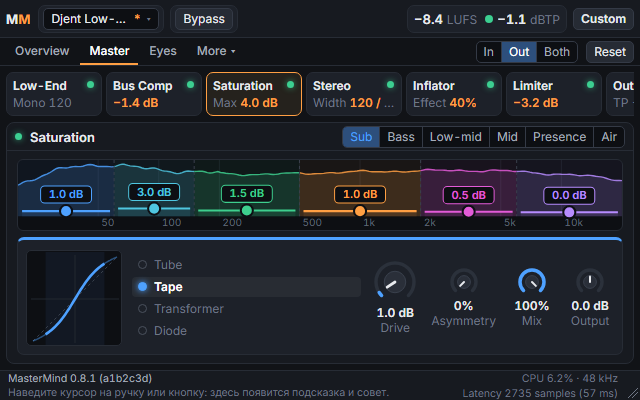 MM Djent Low-... * Bypass −8.4 LUFS −1.1 dBTP Custom
Overview Master Eyes More In Out Both Reset
Low-End Bus Comp Saturation Stereo Inflator Limiter Out
Mono 120 −1.4 dB Max 4.0 dB Width 120 / ... Effect 40% −3.2 dB TP
Saturation Sub Bass Low-mid Mid Presence Air
1.0 dB 3.0 dB 1.5 dB 1.0 dB 0.5 dB 0.0 dB
50 100 200 500 1k 2k 5k 10k
Tube
Tape
Transformer
Diode
1.0 dB 0% 100% 0.0 dB
Drive Asymmetry Mix Output
MasterMind 0.8.1 (a1b2c3d) CPU 6.2% · 48 kHz
Наведите курсор на ручку или кнопку: здесь появится подсказка и совет. Latency 2735 samples (57 ms)